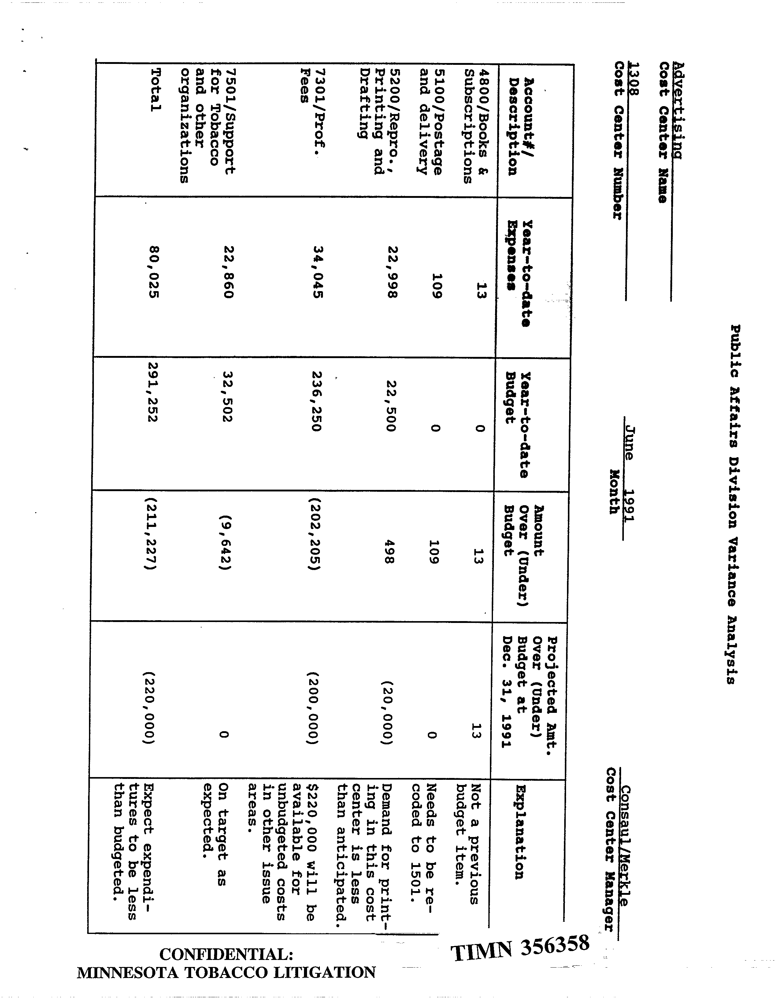 Public Affairs Division Variance Analysis
Advertising
Cost Center Name
1308
Cost Center Number
June 1991
Month
Consaul/Merkle
Cost Center Manager
Account#/
Description
Year-to-date
Expenses
Year-to-date
Budget
Amount
Over (Under)
Budget
Projected Amt.
Over (Under)
Budget at
Dec. 31, 1991
Explanation
4800/Books &
Subscriptions
13
0
13
13
Not a previous
budget item.
5100/Postage
and delivery
109
0
109
0
Needs to be re-
coded to 1501.
5200/Repro.,
Printing and
Drafting
22,998
22,500
498
(20,000)
Demand for print-
ing in this cost
center is less
than anticipated.
7301/Prof.
Fees
34,045
236,250
(202,205)
(200,000)
$220,000 will be
available for
unbudgeted costs
in other issue
areas.
7501/Support
for Tobacco
and other
organizations
22,860
32,502
(9,642)
0
On target as
expected.
Total
80,025
291,252
(211,227)
(220,000)
Expect expendi-
tures to be less
than budgeted.
CONFIDENTIAL:
MINNESOTA TOBACCO LITIGATION
TIMN 356358